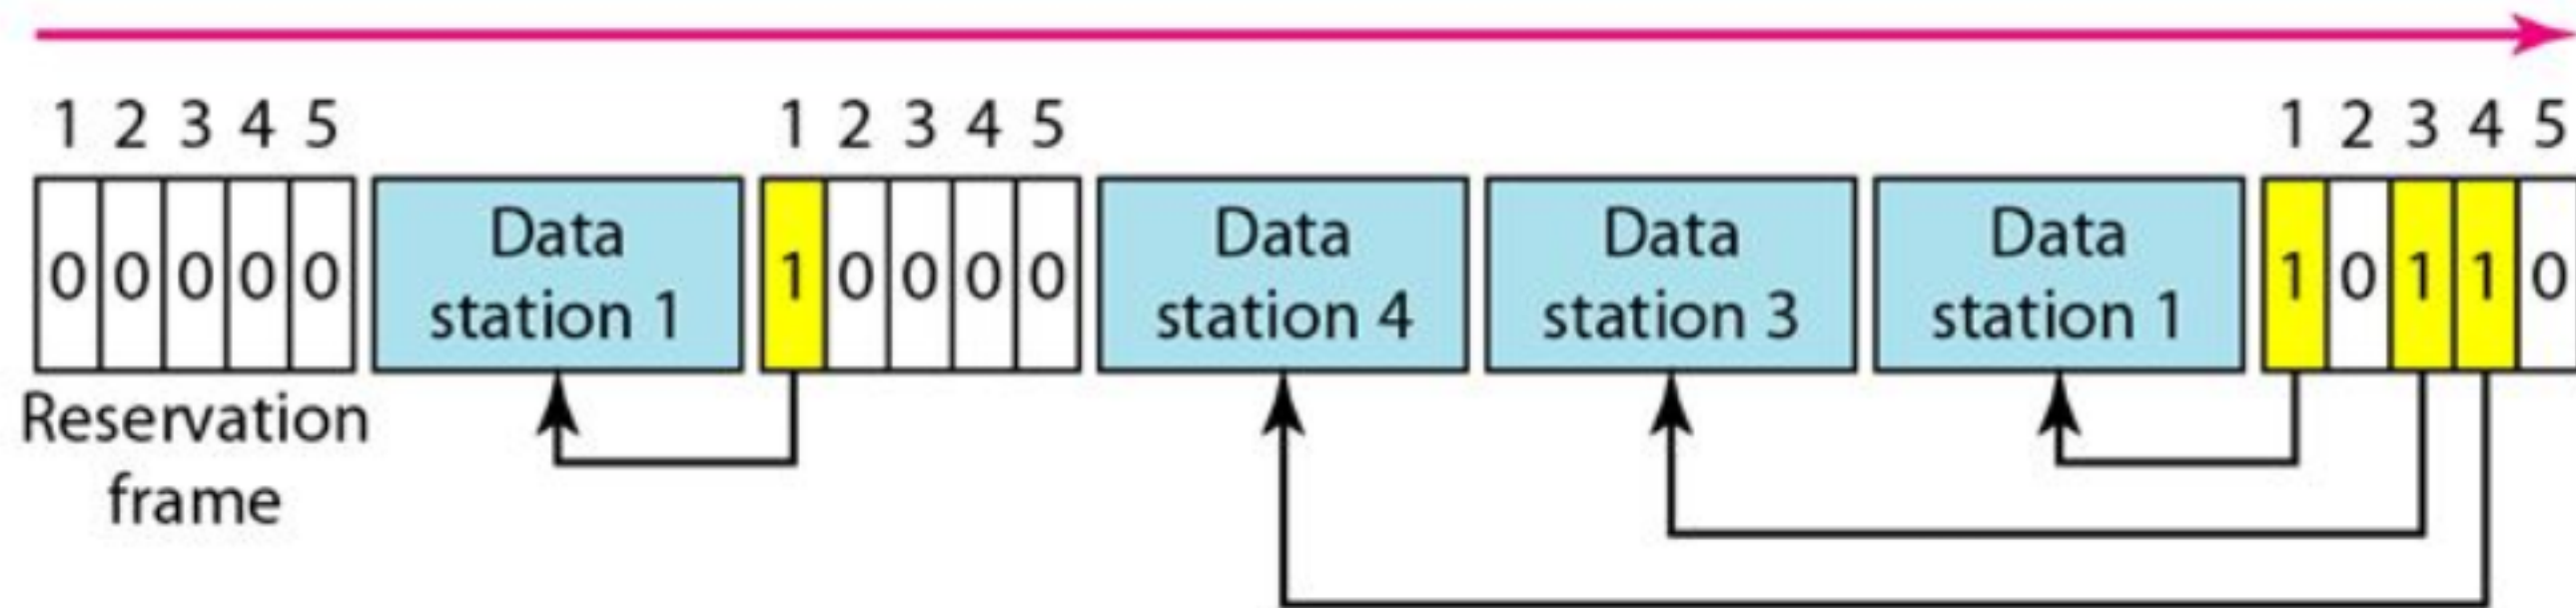 1 2 3 4 5 1 2 3 4 5 1 2 3 4 5
0 0 0 0 0 Data station 1 1 0 0 0 0 Data station 4 Data station 3 Data station 1 1 0 1 1 0
Reservation
frame